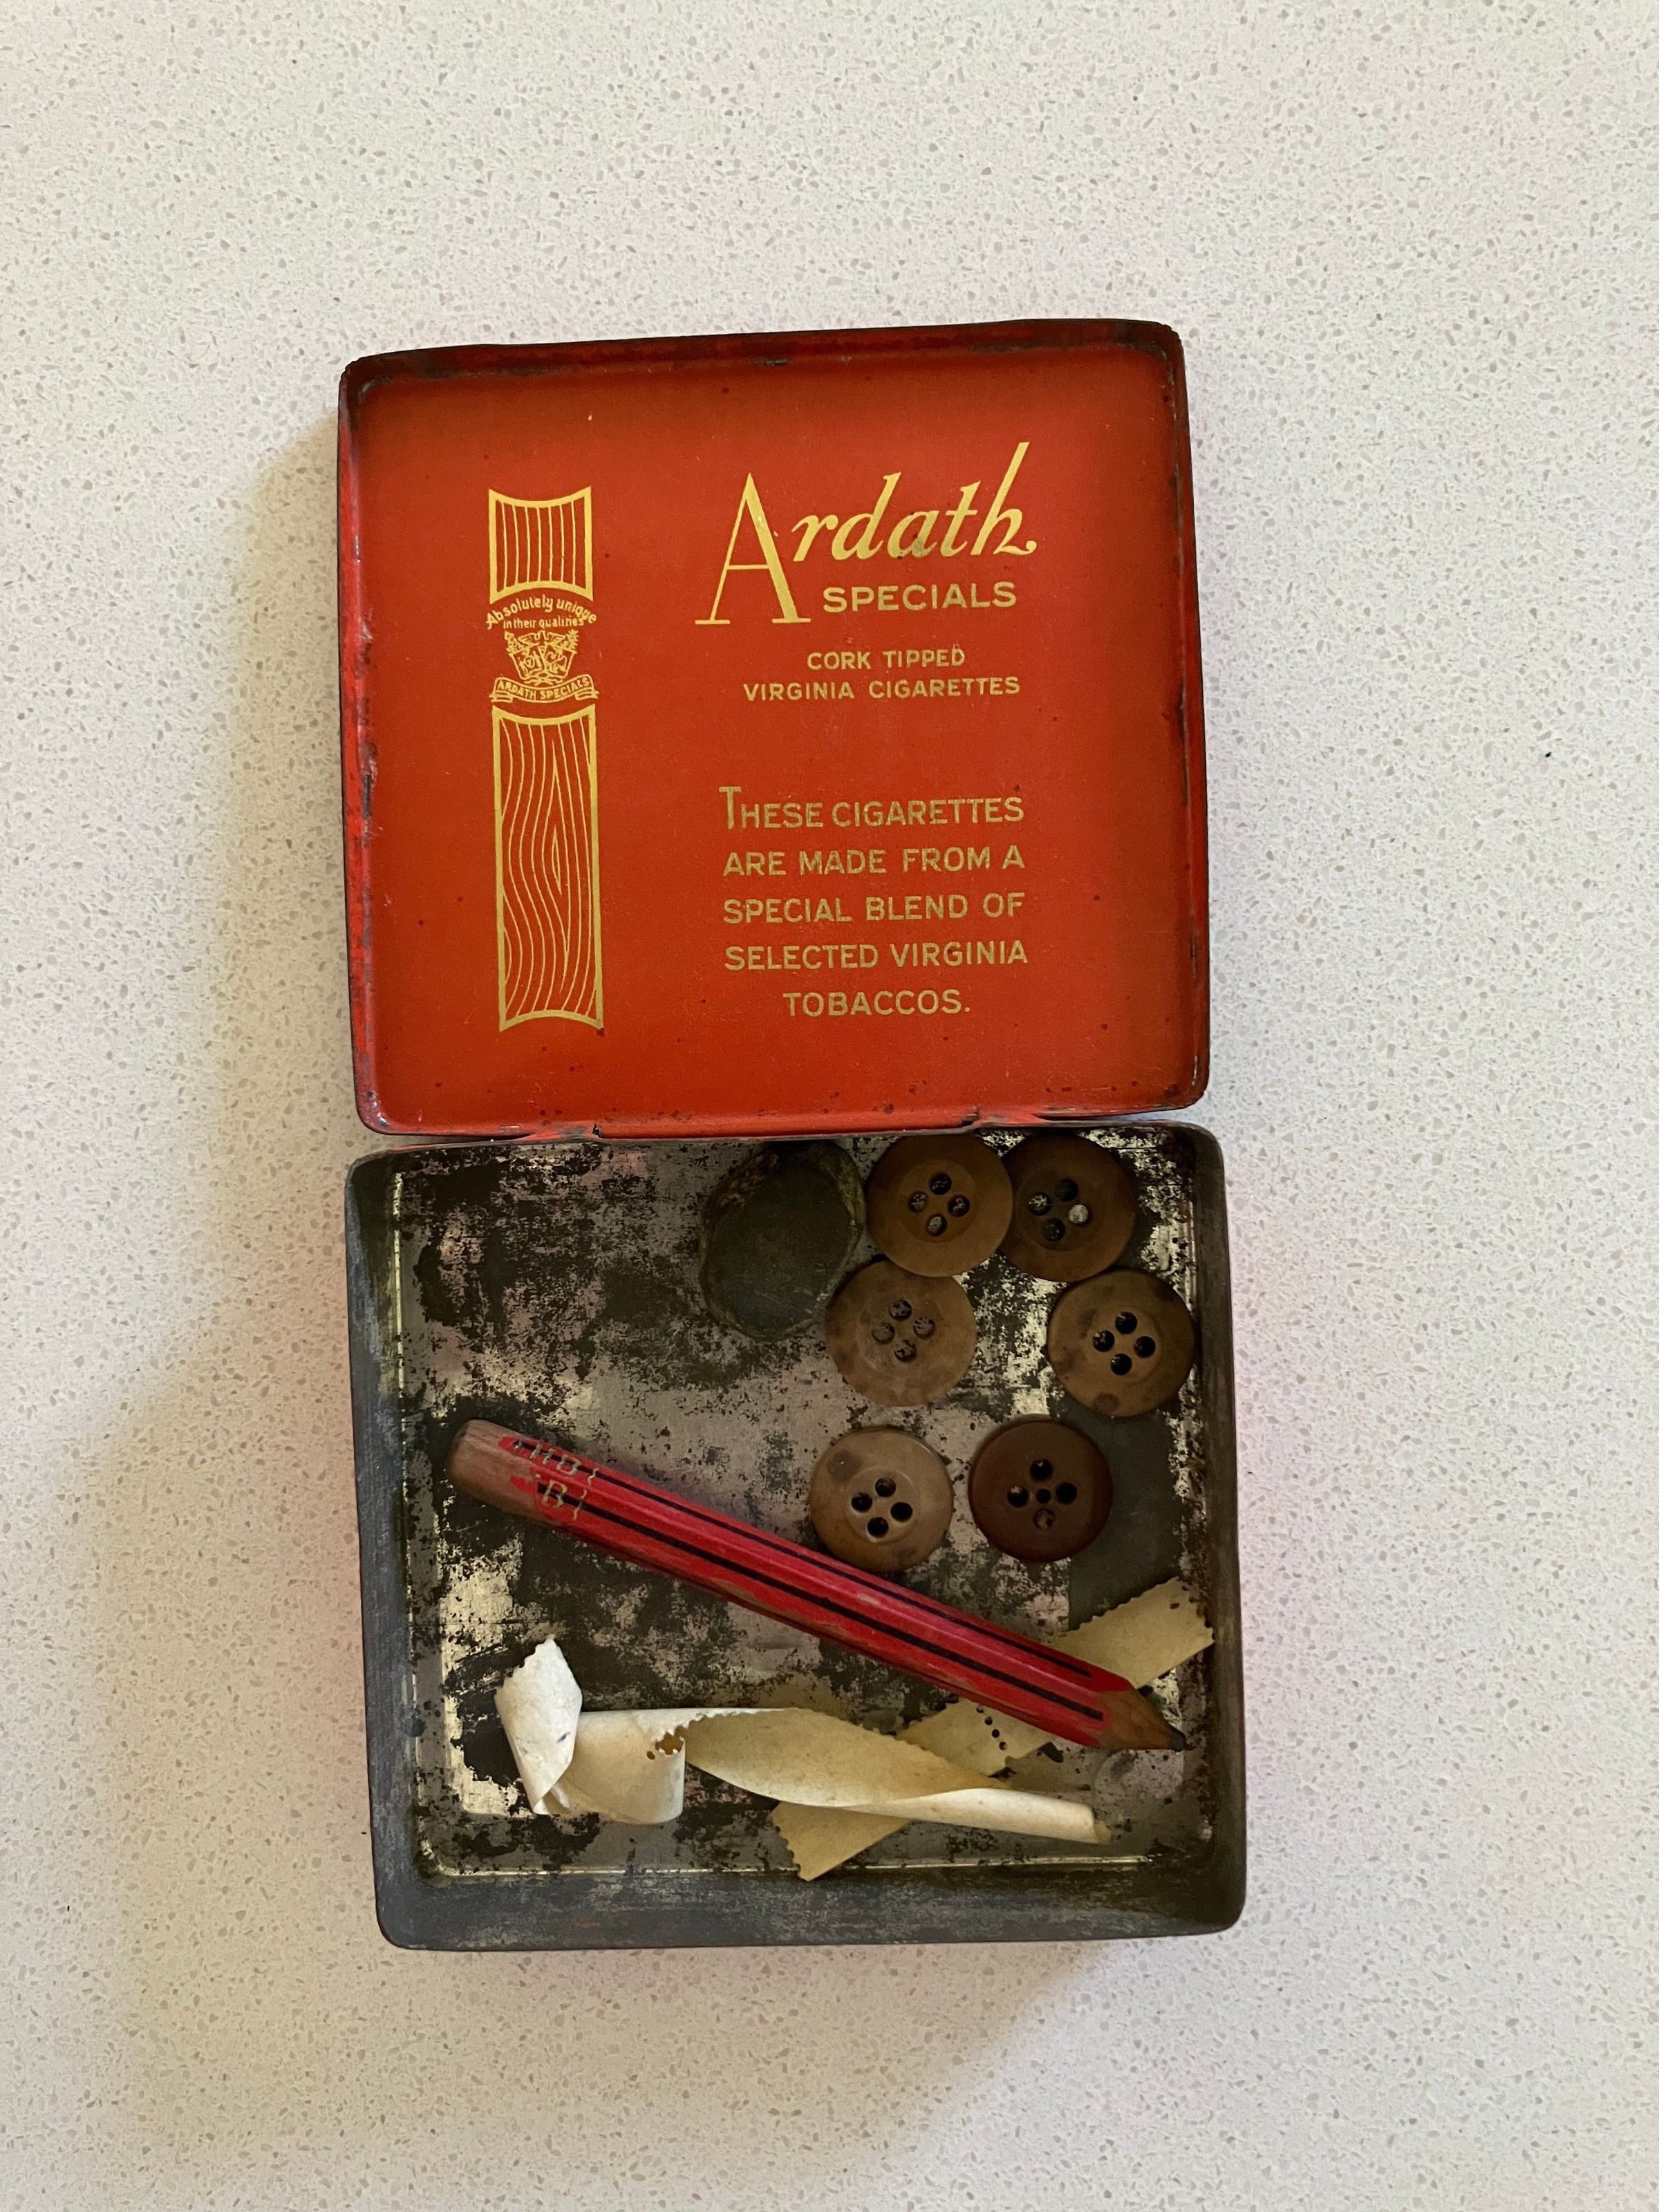 Absolutely unique
in their qualities
ARDATH SPECIALS
Ardath
SPECIALS
CORK TIPPED
VIRGINIA CIGARETTES
THESE CIGARETTES
ARE MADE FROM A
SPECIAL BLEND OF
SELECTED VIRGINIA
TOBACCOS.
HB
B